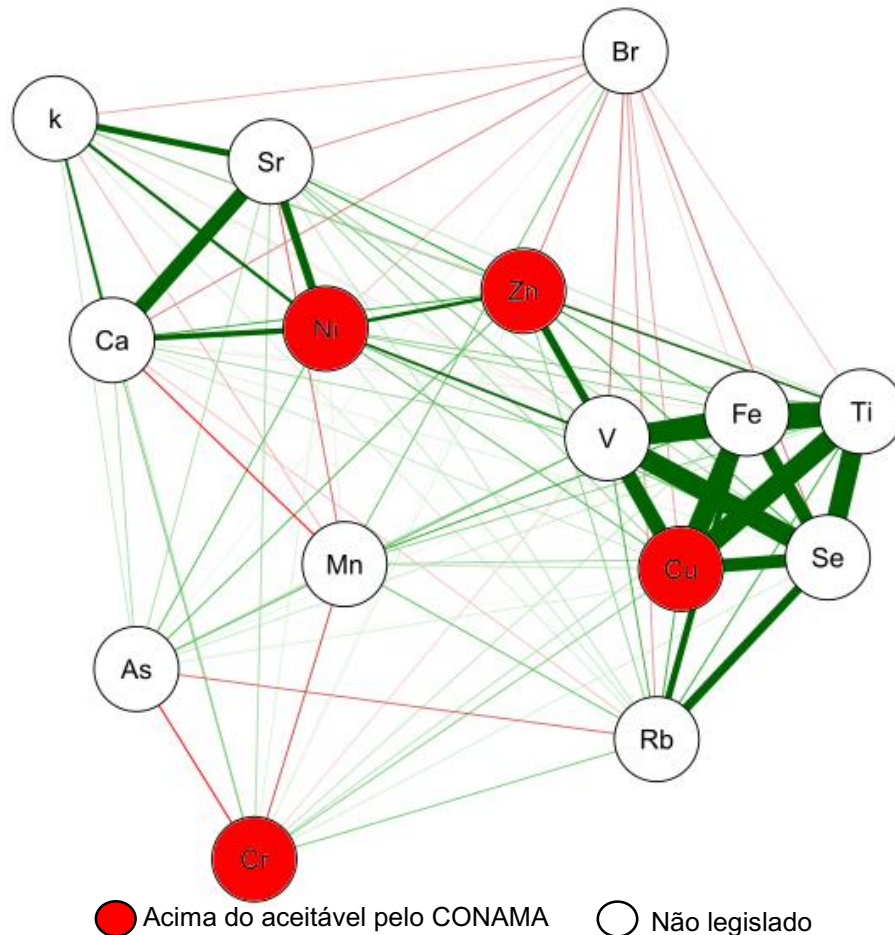 Br
k
Sr
Zn
Ni
Ca
Fe
Ti
V
Mn
Cu
Se
As
Rb
Cr
Acima do aceitável pelo CONAMA
Não legislado